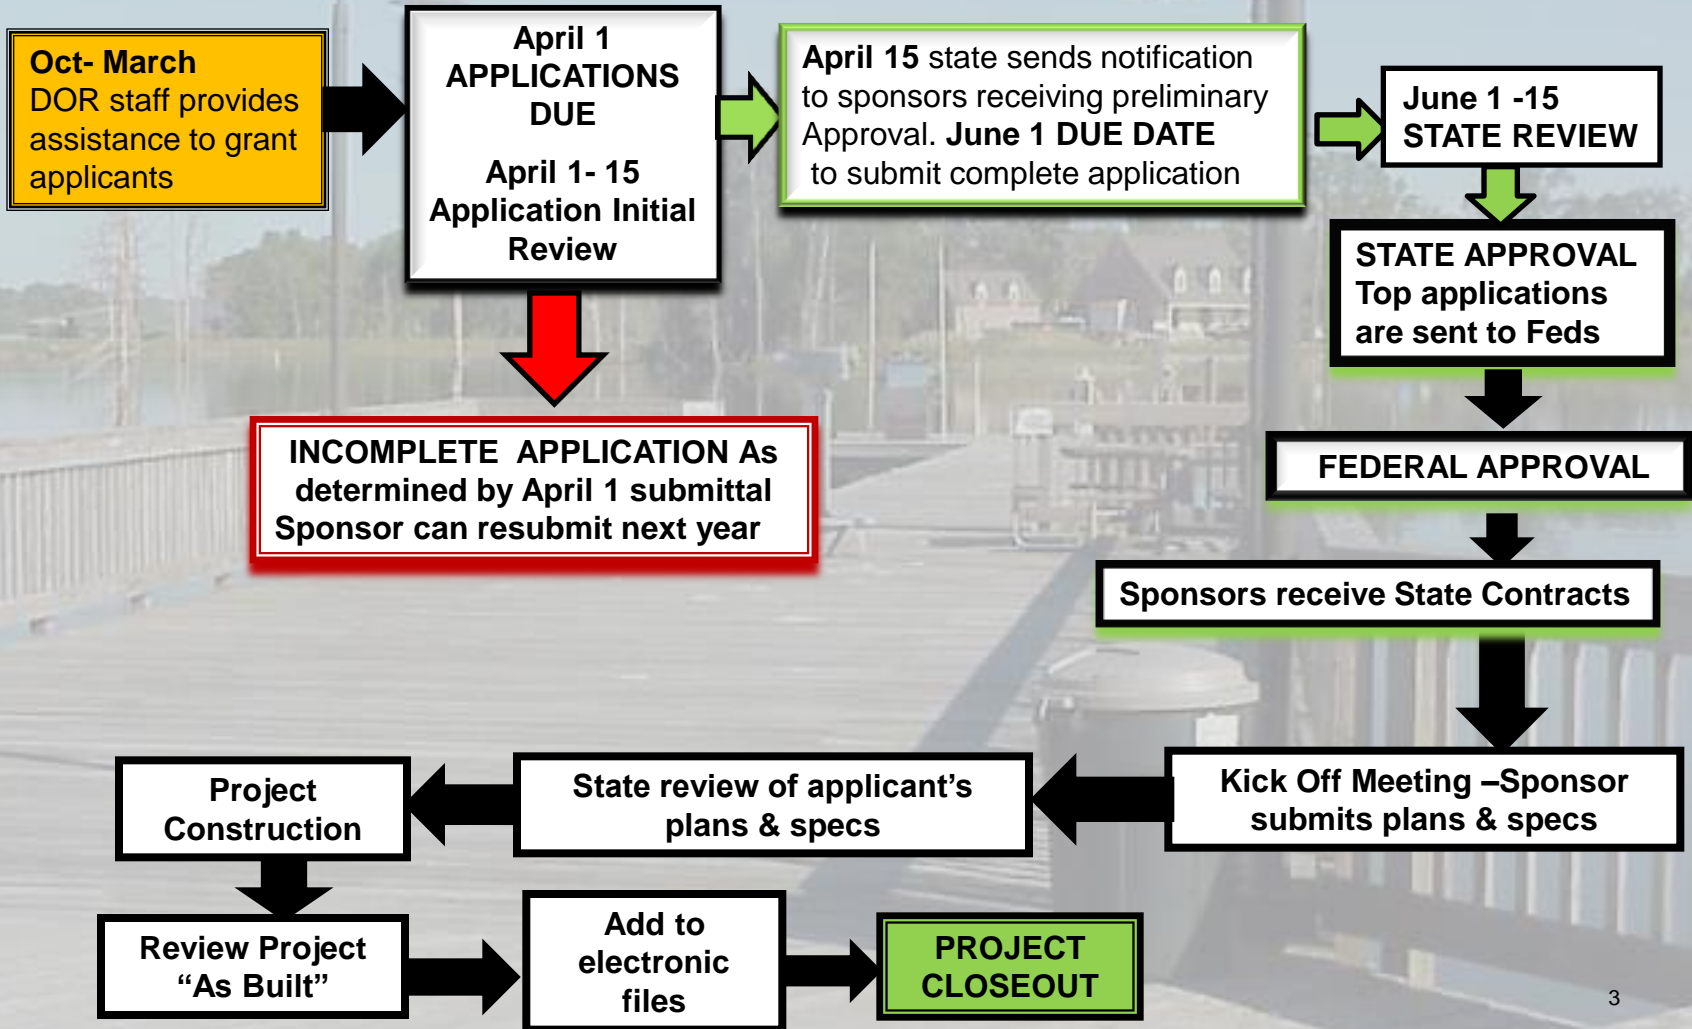 Oct- March
DOR staff provides
assistance to grant
applicants
April 1
APPLICATIONS
DUE
April 1- 15
Application Initial
Review
April 15 state sends notification
to sponsors receiving preliminary
Approval. June 1 DUE DATE
to submit complete application
June 1 -15
STATE REVIEW
STATE APPROVAL
Top applications
are sent to Feds
INCOMPLETE APPLICATION As
determined by April 1 submittal
Sponsor can resubmit next year
FEDERAL APPROVAL
Sponsors receive State Contracts
Kick Off Meeting –Sponsor
submits plans & specs
State review of applicant’s
plans & specs
Project
Construction
Review Project
“As Built”
Add to
electronic
files
PROJECT
CLOSEOUT
3